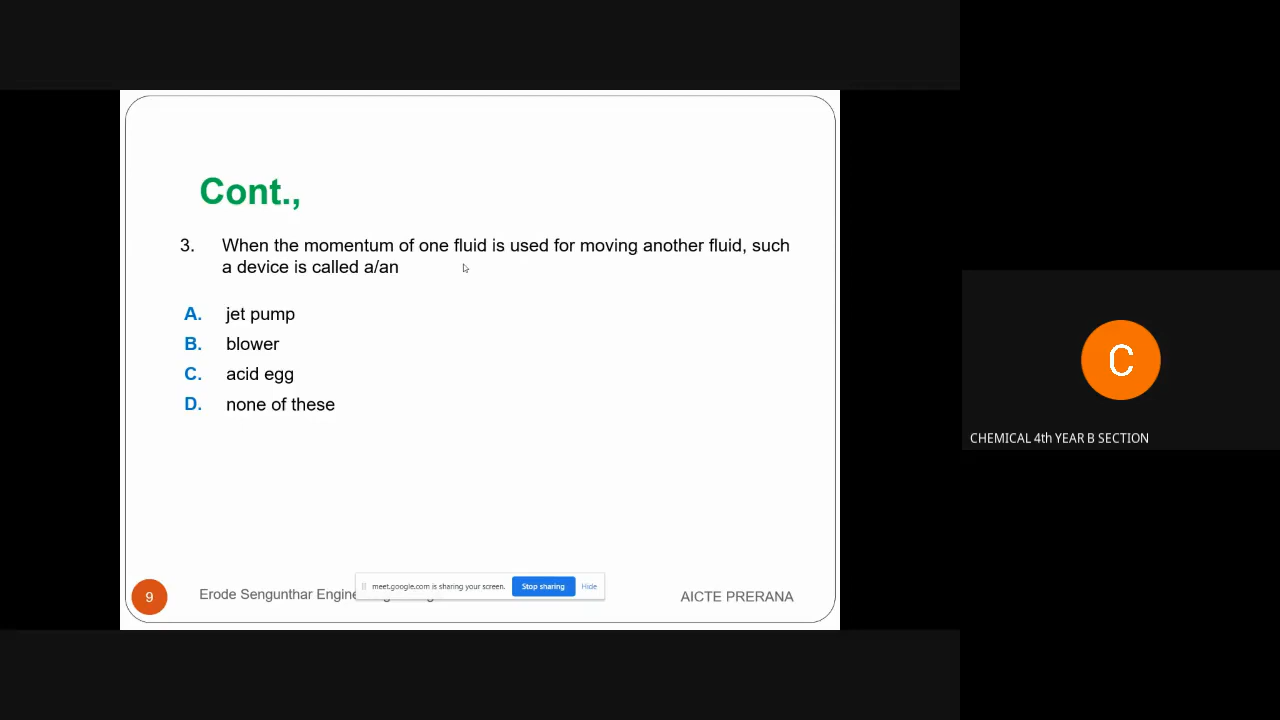 Cont.,
3. When the momentum of one fluid is used for moving another fluid, such
a device is called a/an
A. jet pump
B. blower
C. acid egg
D. none of these
C
CHEMICAL 4th YEAR B SECTION
9
Erode Sengunthar
meet.google.com is sharing your screen. Stop sharing Hide
AICTE PRERANA